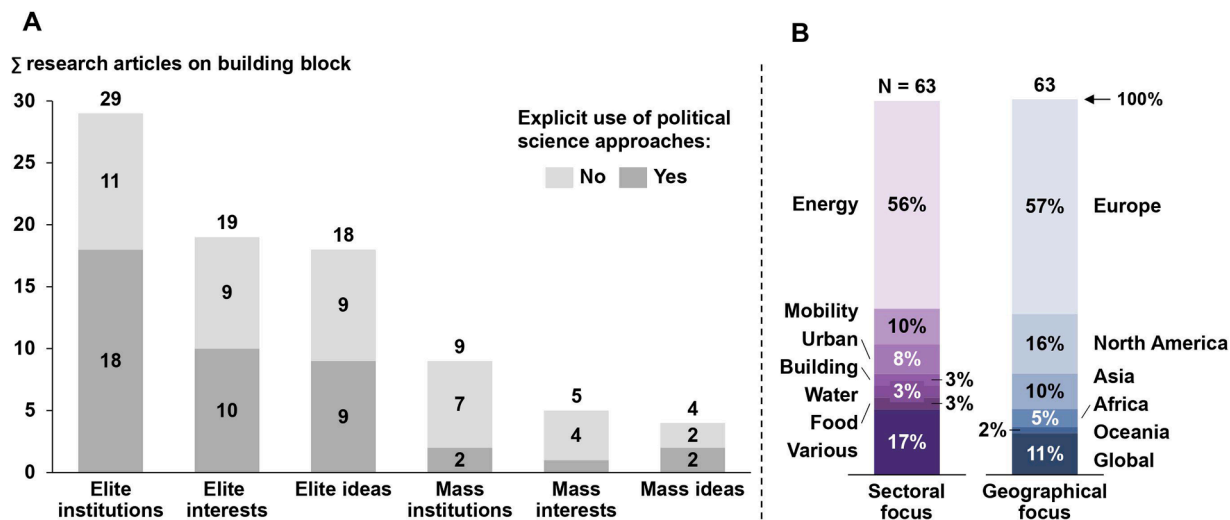 A
∑ research articles on building block
30
25
20
15
10
5
0
29
11
18
19
9
10
18
9
9
9
7
2
5
4
4
2
2
Explicit use of political
science approaches:
No Yes
Elite
institutions
Elite
interests
Elite ideas
Mass
institutions
Mass
interests
Mass ideas
B
N = 63
63
100%
Energy
Mobility
Urban
Building
Water
Food
Various
56%
10%
8%
3%
3%
3%
17%
57%
16%
10%
5%
2%
11%
Europe
North America
Asia
Africa
Oceania
Global
Sectoral
focus
Geographical
focus